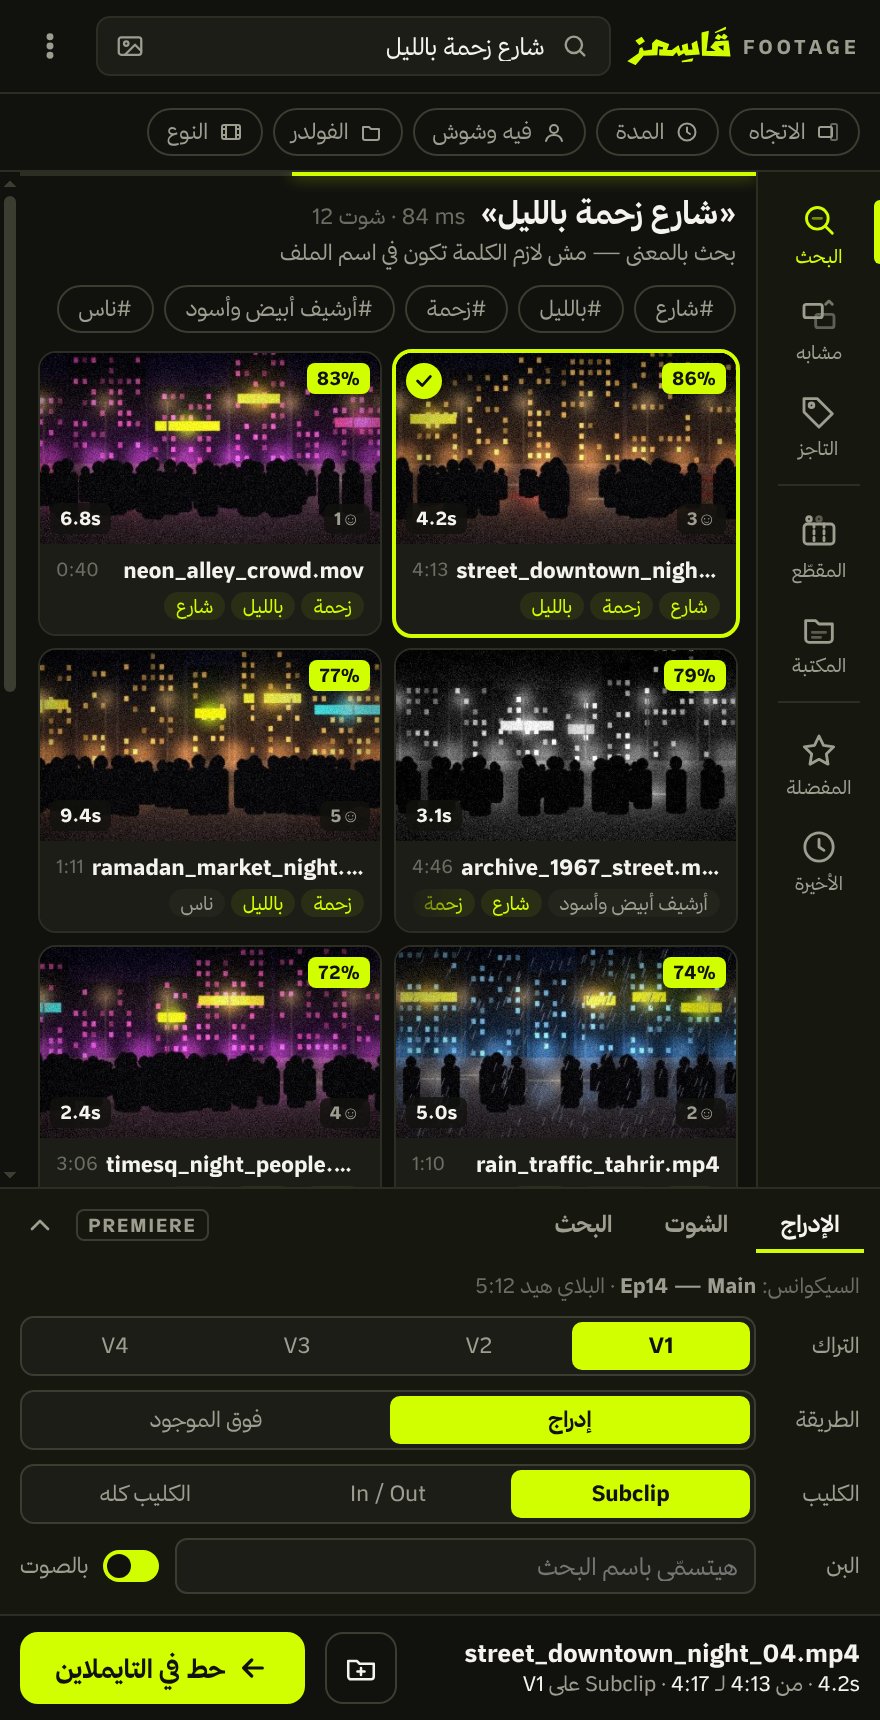 قاسمز FOOTAGE
شارع زحمة بالليل
الاتجاه
المدة
فيه وشوش
الفولدر
النوع
«شارع زحمة بالليل» 84 ms · شوت 12
بحث بالمعنى — مش لازم الكلمة تكون في اسم الملف
#شارع
#بالليل
#زحمة
#أرشيف أبيض وأسود
#ناس
البحث
مشابه
التاجز
المقطّع
المكتبة
المفضلة
الأخيرة
86%
4.2s
3☺
street_downtown_nigh...
4:13
شارع
زحمة
بالليل
83%
6.8s
1☺
neon_alley_crowd.mov
0:40
زحمة
بالليل
شارع
79%
3.1s
archive_1967_street.m...
4:46
أرشيف أبيض وأسود
شارع
زحمة
77%
9.4s
5☺
ramadan_market_night....
1:11
زحمة
بالليل
ناس
74%
5.0s
2☺
rain_traffic_tahrir.mp4
1:10
72%
2.4s
4☺
timesq_night_people....
3:06
الإدراج
الشوت
البحث
PREMIERE
السيكوانس: Ep14 — Main · البلاي هيد 5:12
التراك
V1
V2
V3
V4
الطريقة
إدراج
فوق الموجود
الكليب
Subclip
In / Out
الكليب كله
البن
هيتسمّى باسم البحث
بالصوت
street_downtown_night_04.mp4
4.2s · من 4:13 لـ 4:17 · Subclip على V1
حط في التايملاين